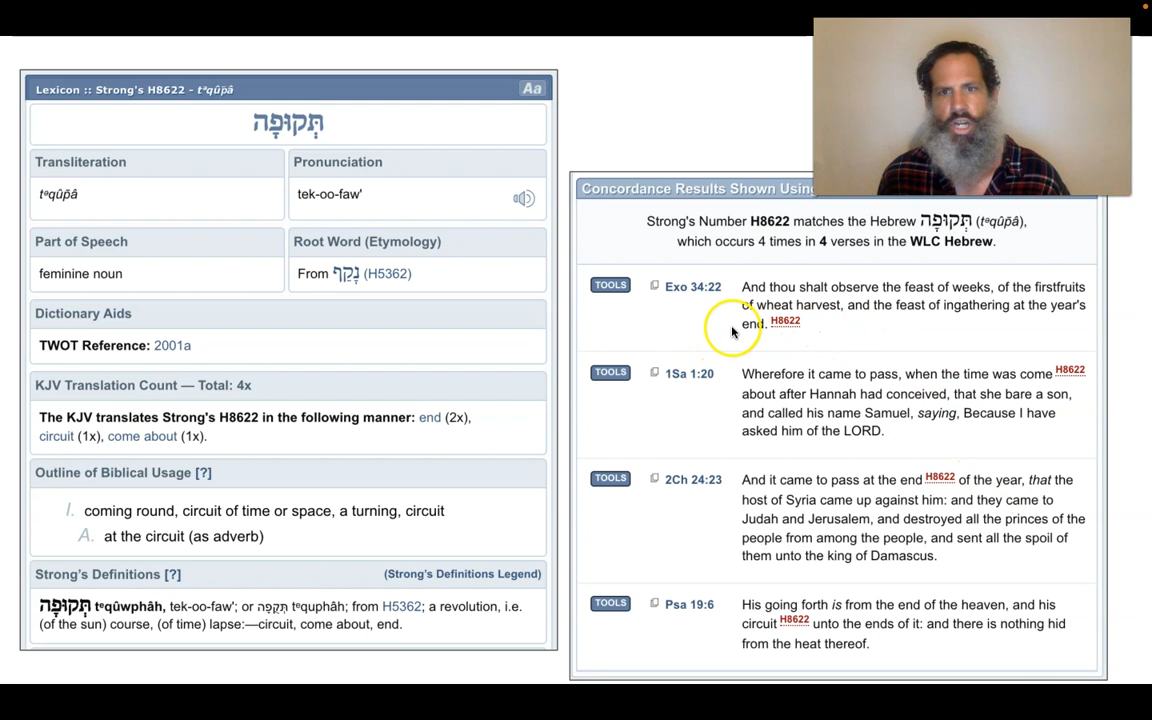 Lexicon :: Strong's H8622 - tᵊqûp̄â
Aa
תְּקוּפָה
Transliteration
tᵊqûp̄â
Pronunciation
tek-oo-faw'
Part of Speech
feminine noun
Root Word (Etymology)
From נָקַף (H5362)
Dictionary Aids
TWOT Reference: 2001a
KJV Translation Count — Total: 4x
The KJV translates Strong's H8622 in the following manner: end (2x),
circuit (1x), come about (1x).
Outline of Biblical Usage [?]
I. coming round, circuit of time or space, a turning, circuit
A. at the circuit (as adverb)
Strong's Definitions [?] (Strong's Definitions Legend)
תְּקוּפָה tᵉqûwphâh, tek-oo-faw'; or תְּקֻפָה tᵉquphâh; from H5362; a revolution, i.e.
(of the sun) course, (of time) lapse:—circuit, come about, end.
Concordance Results Shown Using
Strong's Number H8622 matches the Hebrew תְּקוּפָה (tᵊqûp̄â),
which occurs 4 times in 4 verses in the WLC Hebrew.
TOOLS Exo 34:22 And thou shalt observe the feast of weeks, of the firstfruits
of wheat harvest, and the feast of ingathering at the year's
end. H8622
TOOLS 1Sa 1:20 Wherefore it came to pass, when the time was come H8622
about after Hannah had conceived, that she bare a son,
and called his name Samuel, saying, Because I have
asked him of the LORD.
TOOLS 2Ch 24:23 And it came to pass at the end H8622 of the year, that the
host of Syria came up against him: and they came to
Judah and Jerusalem, and destroyed all the princes of the
people from among the people, and sent all the spoil of
them unto the king of Damascus.
TOOLS Psa 19:6 His going forth is from the end of the heaven, and his
circuit H8622 unto the ends of it: and there is nothing hid
from the heat thereof.